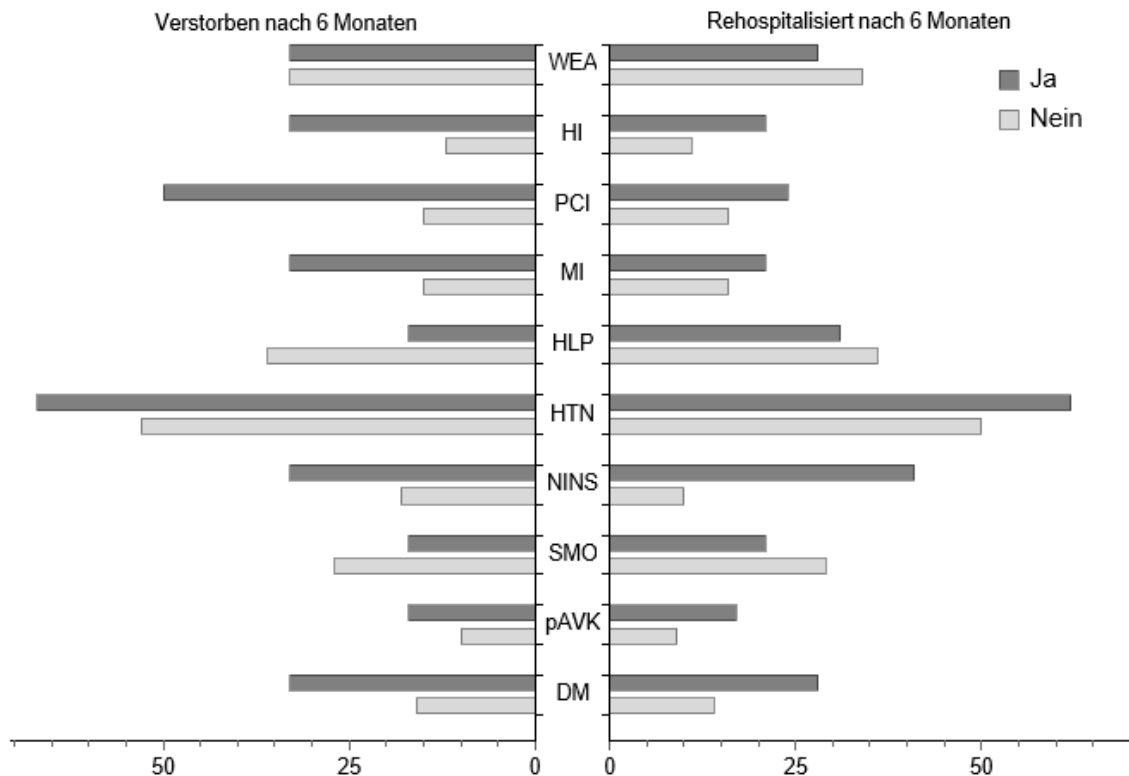 Verstorben nach 6 Monaten
Rehospitalisiert nach 6 Monaten
WEA
Ja
Nein
HI
PCI
MI
HLP
HTN
NINS
SMO
pAVK
DM
50 25 0 0 25 50